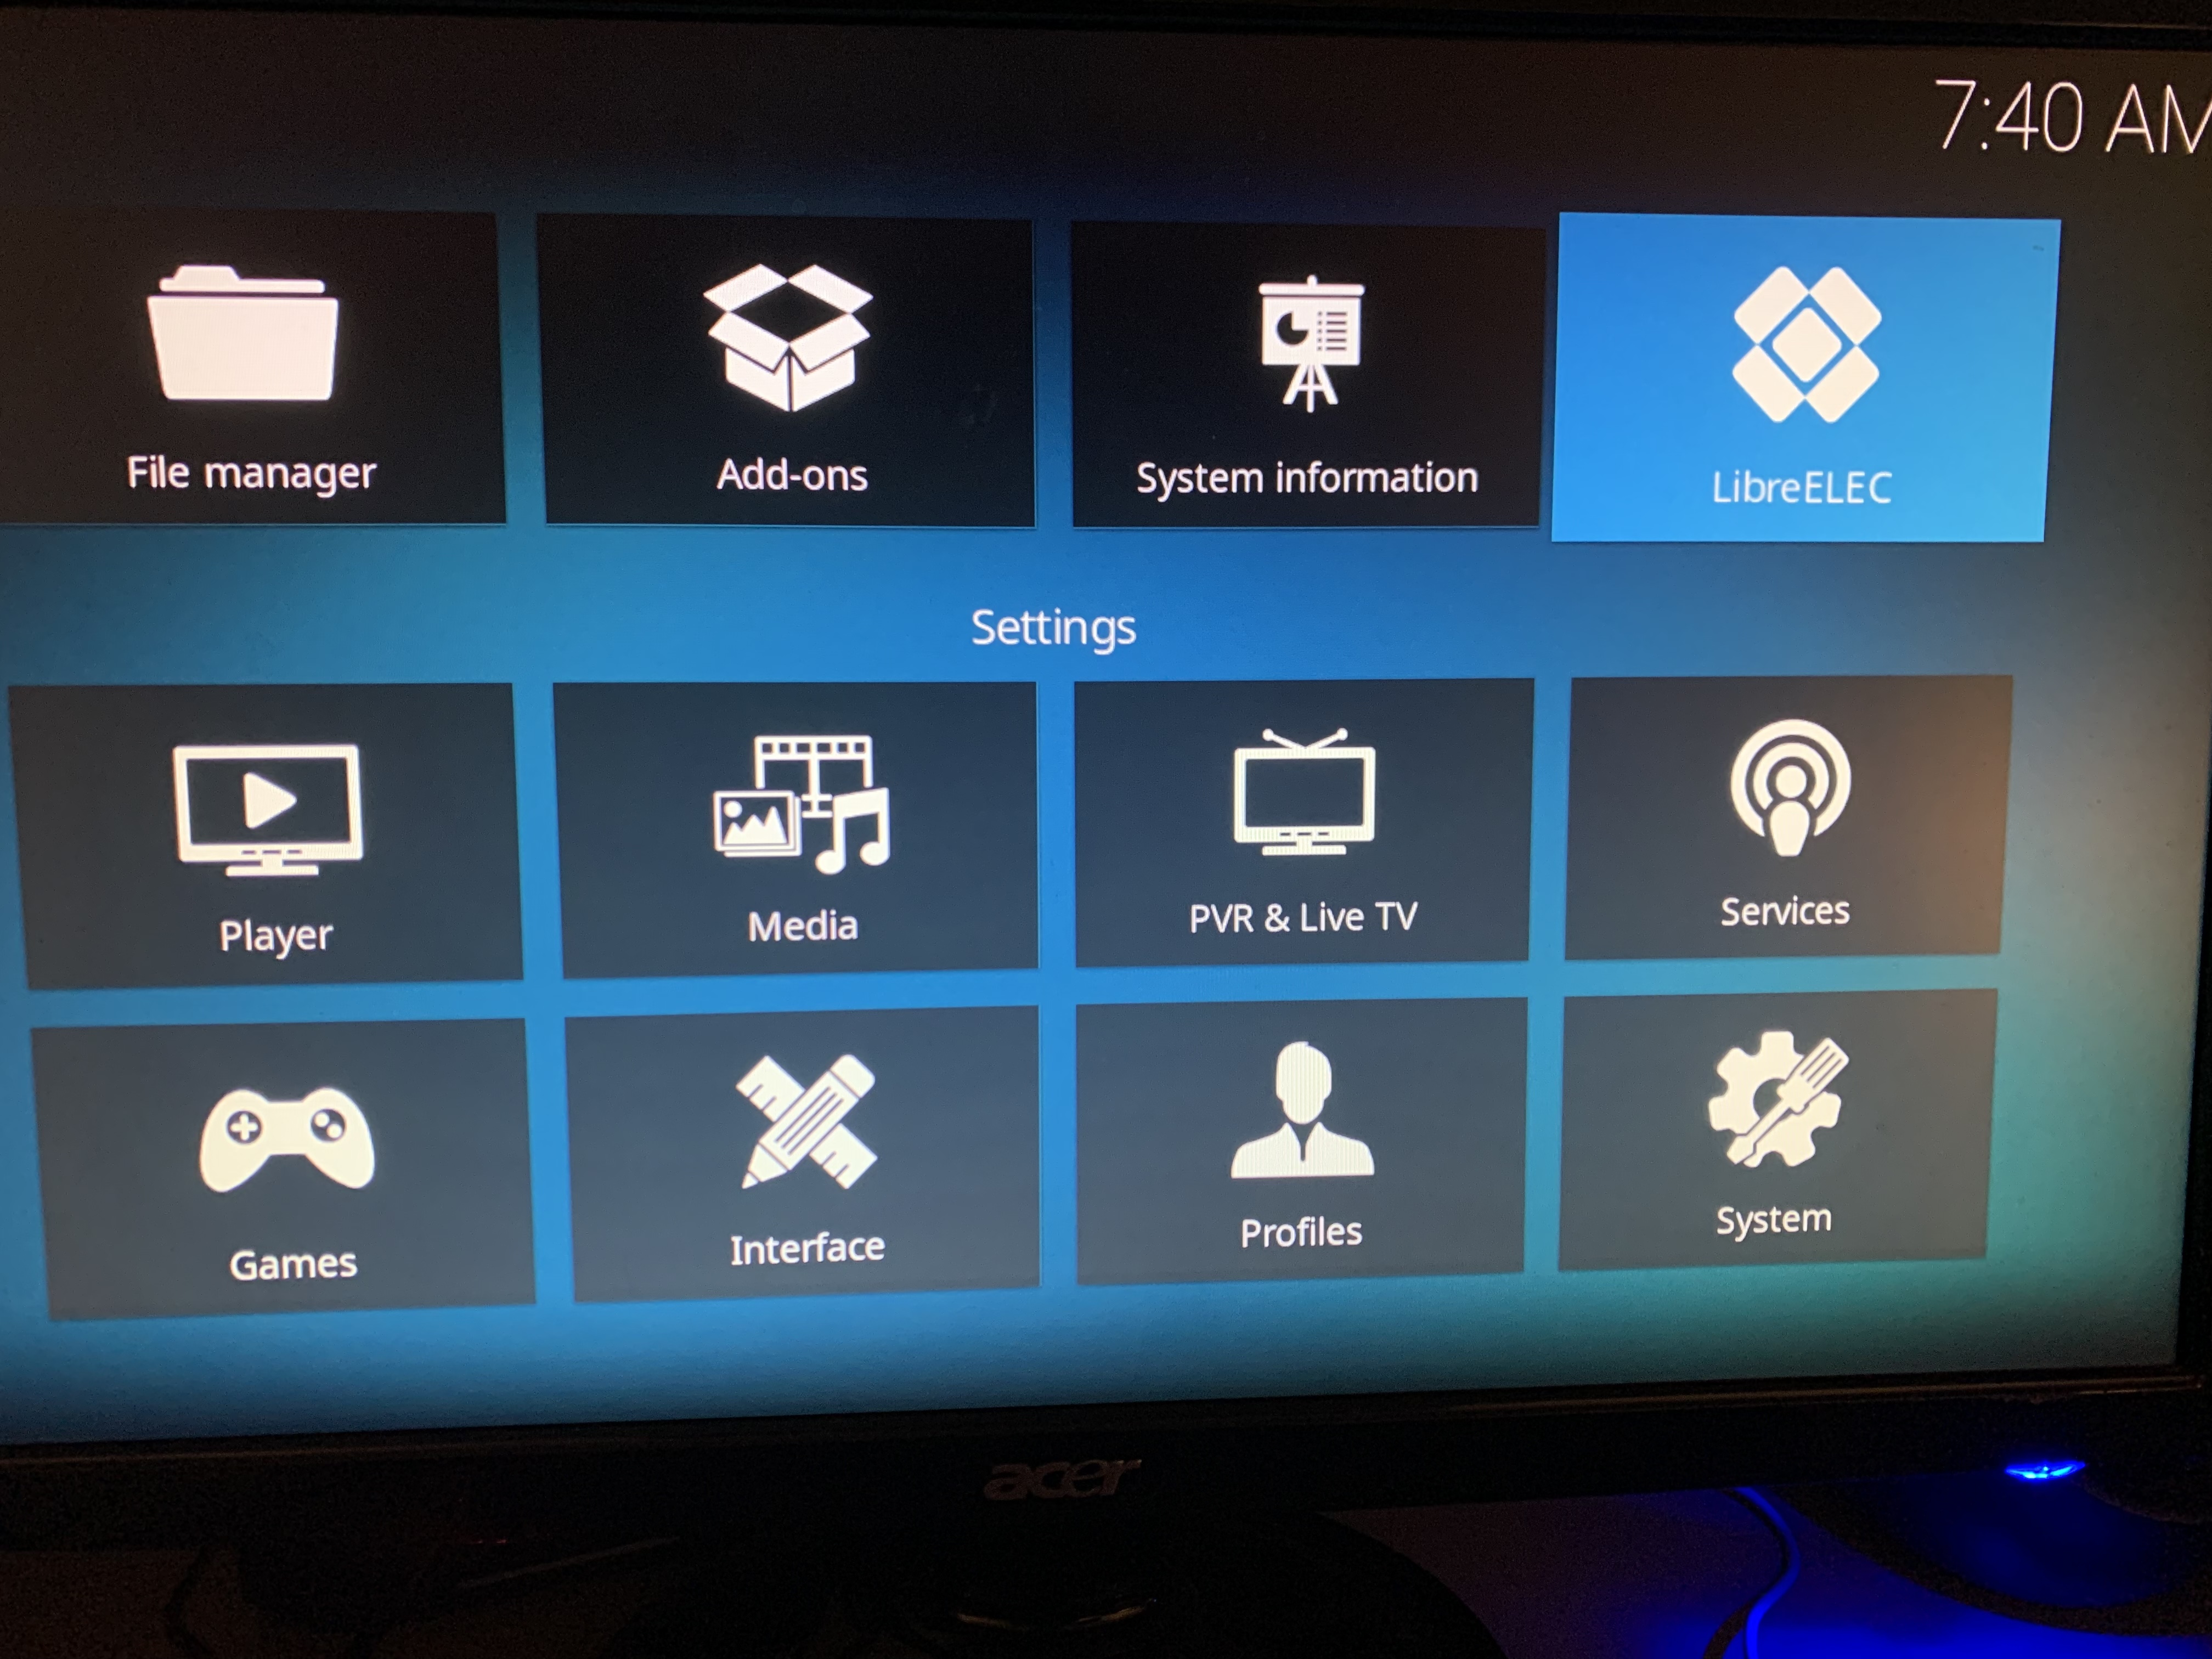 7:40 AM
File manager
Add-ons
System information
LibreELEC
Settings
Player
Media
PVR & Live TV
Services
Games
Interface
Profiles
System
acer